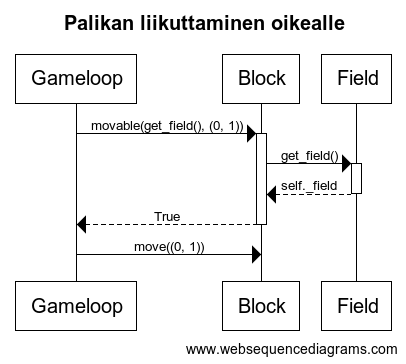 Palikan liikuttaminen oikealle
Gameloop Block Field
movable(get_field(), (0, 1))
get_field()
self._field
True
move((0, 1))
Gameloop Block Field
www.websequencediagrams.com